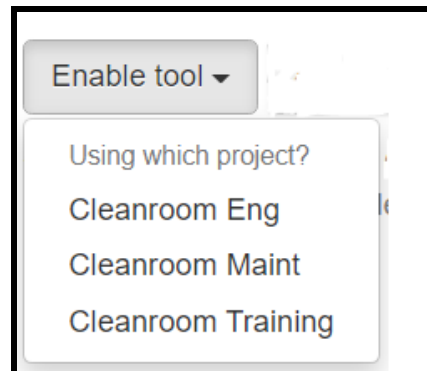 Enable tool
Using which project?
Cleanroom Eng
Cleanroom Maint
Cleanroom Training